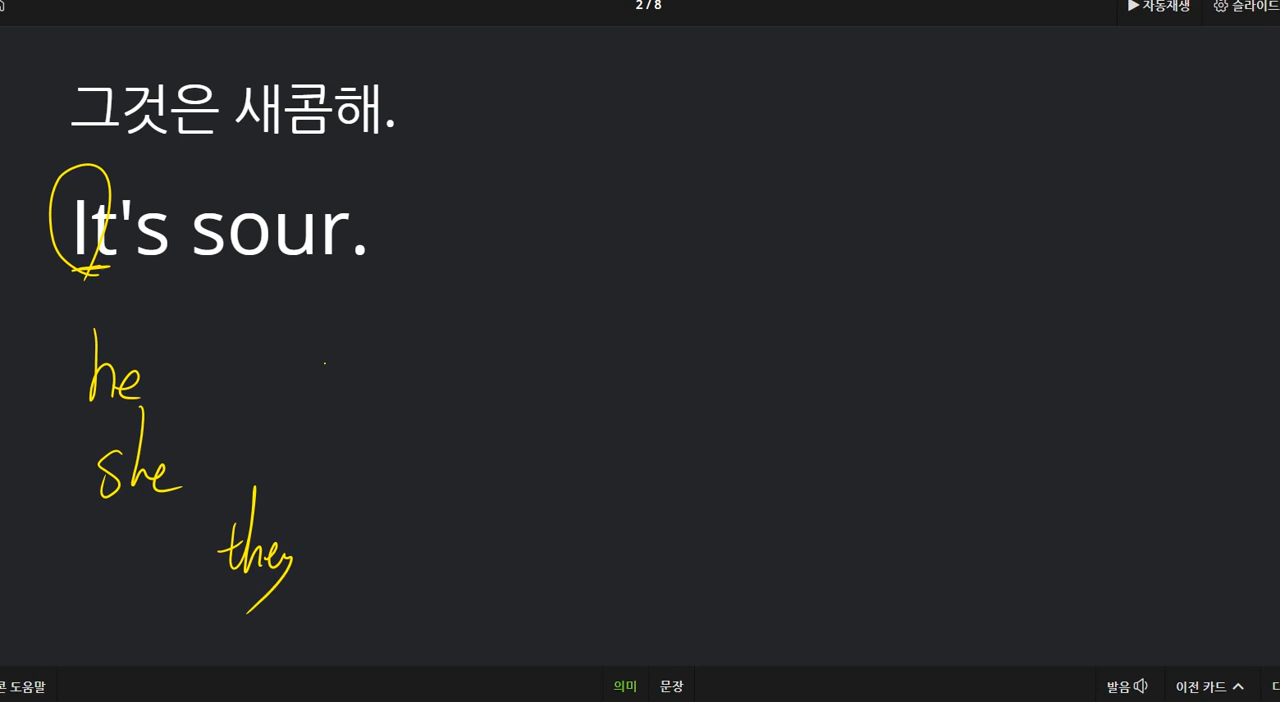 2 / 8
▶ 자동재생
슬라이드
그것은 새콤해.
It's sour.
he
she
they
도움말
의미
문장
발음
이전 카드